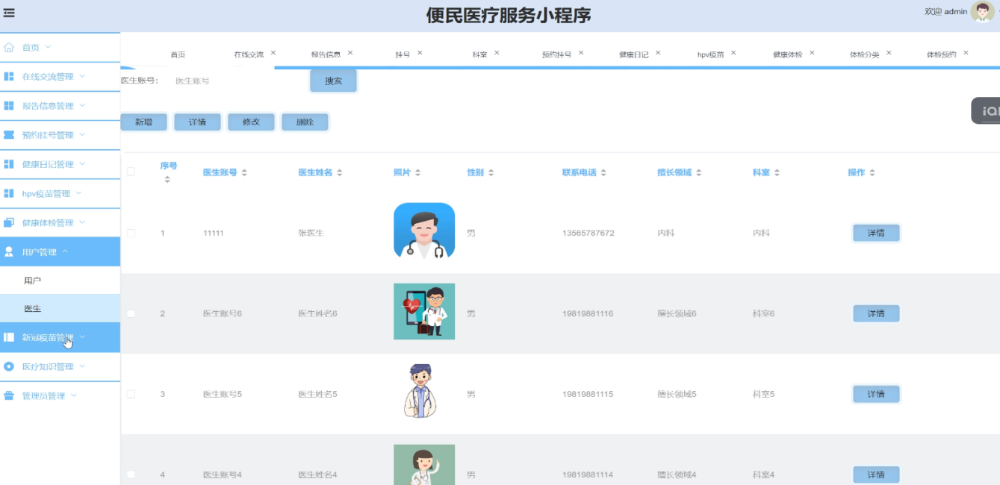 便民医疗服务小程序
欢迎 admin
首页
在线交流管理
报告信息管理
预约挂号管理
健康日记管理
hpv疫苗管理
健康体检管理
用户管理
用户
医生
新冠疫苗管理
医疗知识管理
管理员管理
首页 在线交流 × 报告信息 × 挂号 × 科室 × 预约挂号 × 健康日记 × hpv疫苗 × 健康体检 × 体检分类 × 体检预约 ×
医生账号： 医生账号 搜索
新增 详情 修改 删除
序号 医生账号 医生姓名 照片 性别 联系电话 擅长领域 科室 操作
1 11111 张医生 男 13565787672 内科 内科 详情
2 医生账号6 医生姓名6 男 19819881116 擅长领域6 科室6 详情
3 医生账号5 医生姓名5 男 19819881115 擅长领域5 科室5 详情
4 医生账号4 医生姓名4 男 19819881114 擅长领域4 科室4 详情